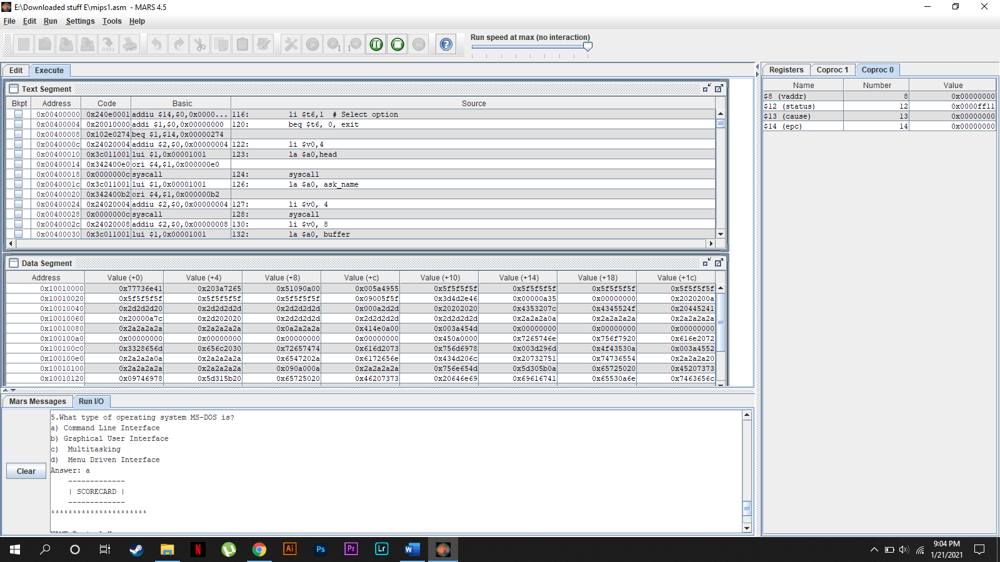 E:\Downloaded stuff E\mips1.asm - MARS 4.5
File Edit Run Settings Tools Help
Run speed at max (no interaction)
Edit Execute
Text Segment
Bkpt Address Code Basic Source
0x00400000 0x240e0001 addiu $14,$0,0x0000... 116: li $t6,1 # Select option
0x00400004 0x20010000 addi $1,$0,0x00000000 120: beq $t6, 0, exit
0x00400008 0x102e0274 beq $1,$14,0x00000274
0x0040000c 0x24020004 addiu $2,$0,0x00000004 122: li $v0,4
0x00400010 0x3c011001 lui $1,0x00001001 123: la $a0,head
0x00400014 0x342400e0 ori $4,$1,0x000000e0
0x00400018 0x0000000c syscall 124: syscall
0x0040001c 0x3c011001 lui $1,0x00001001 126: la $a0, ask_name
0x00400020 0x342400b2 ori $4,$1,0x000000b2
0x00400024 0x24020004 addiu $2,$0,0x00000004 127: li $v0, 4
0x00400028 0x0000000c syscall 128: syscall
0x0040002c 0x24020008 addiu $2,$0,0x00000008 130: li $v0, 8
0x00400030 0x3c011001 lui $1,0x00001001 132: la $a0, buffer
Data Segment
Address Value (+0) Value (+4) Value (+8) Value (+c) Value (+10) Value (+14) Value (+18) Value (+1c)
0x10010000 0x77736e41 0x203a7265 0x51090a00 0x005a4955 0x5f5f5f5f 0x5f5f5f5f 0x5f5f5f5f 0x5f5f5f5f
0x10010020 0x5f5f5f5f 0x5f5f5f5f 0x5f5f5f5f 0x09005f5f 0x3d4d2e46 0x00000a35 0x00000000 0x2020200a
0x10010040 0x2d2d2d20 0x2d2d2d2d 0x2d2d2d2d 0x000a2d2d 0x20202020 0x4353207c 0x4345524f 0x20445241
0x10010060 0x20000a7c 0x2d202020 0x2d2d2d2d 0x2d2d2d2d 0x2d2d2d2d 0x2a2a2a0a 0x2a2a2a2a 0x2a2a2a2a
0x10010080 0x2a2a2a2a 0x2a2a2a2a 0x0a2a2a2a 0x414e0a00 0x003a454d 0x00000000 0x00000000 0x00000000
0x100100a0 0x00000000 0x00000000 0x00000000 0x00000000 0x450a0000 0x7265746e 0x756f7920 0x616e2072
0x100100c0 0x3328656d 0x656c2030 0x72657474 0x616d2073 0x756d6978 0x003d296d 0x4f43530a 0x003a4552
0x100100e0 0x2a2a2a0a 0x2a2a2a2a 0x6547202a 0x6172656e 0x434d206c 0x20732751 0x74736554 0x2a2a2a20
0x10010100 0x2a2a2a2a 0x2a2a2a2a 0x090a000a 0x2a2a2a2a 0x756e654d 0x5d305b0a 0x65725020 0x45207373
0x10010120 0x09746978 0x5d315b20 0x65725020 0x46207373 0x20646e69 0x69616741 0x65530a6e 0x7463656c
Mars Messages Run I/O
5.What type of operating system MS-DOS is?
a) Command Line Interface
b) Graphical User Interface
c) Multitasking
d) Menu Driven Interface
Answer: a
-------------
| SCORECARD |
-------------
**********************
Clear
Registers Coproc 1 Coproc 0
Name Number Value
$8 (vaddr) 8 0x00000000
$12 (status) 12 0x0000ff11
$13 (cause) 13 0x00000000
$14 (epc) 14 0x00000000
Ai Ps Pr Lr
9:04 PM
1/21/2021